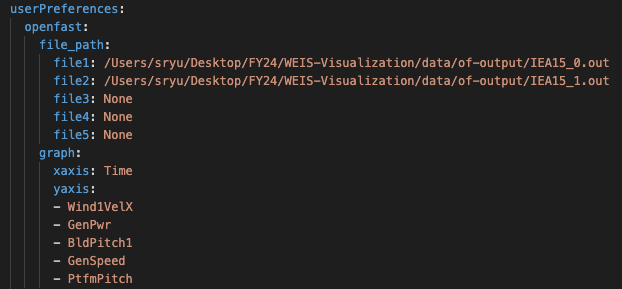 userPreferences:
openfast:
file_path:
file1: /Users/sryu/Desktop/FY24/WEIS-Visualization/data/of-output/IEA15_0.out
file2: /Users/sryu/Desktop/FY24/WEIS-Visualization/data/of-output/IEA15_1.out
file3: None
file4: None
file5: None
graph:
xaxis: Time
yaxis:
- Wind1VelX
- GenPwr
- BldPitch1
- GenSpeed
- PtfmPitch